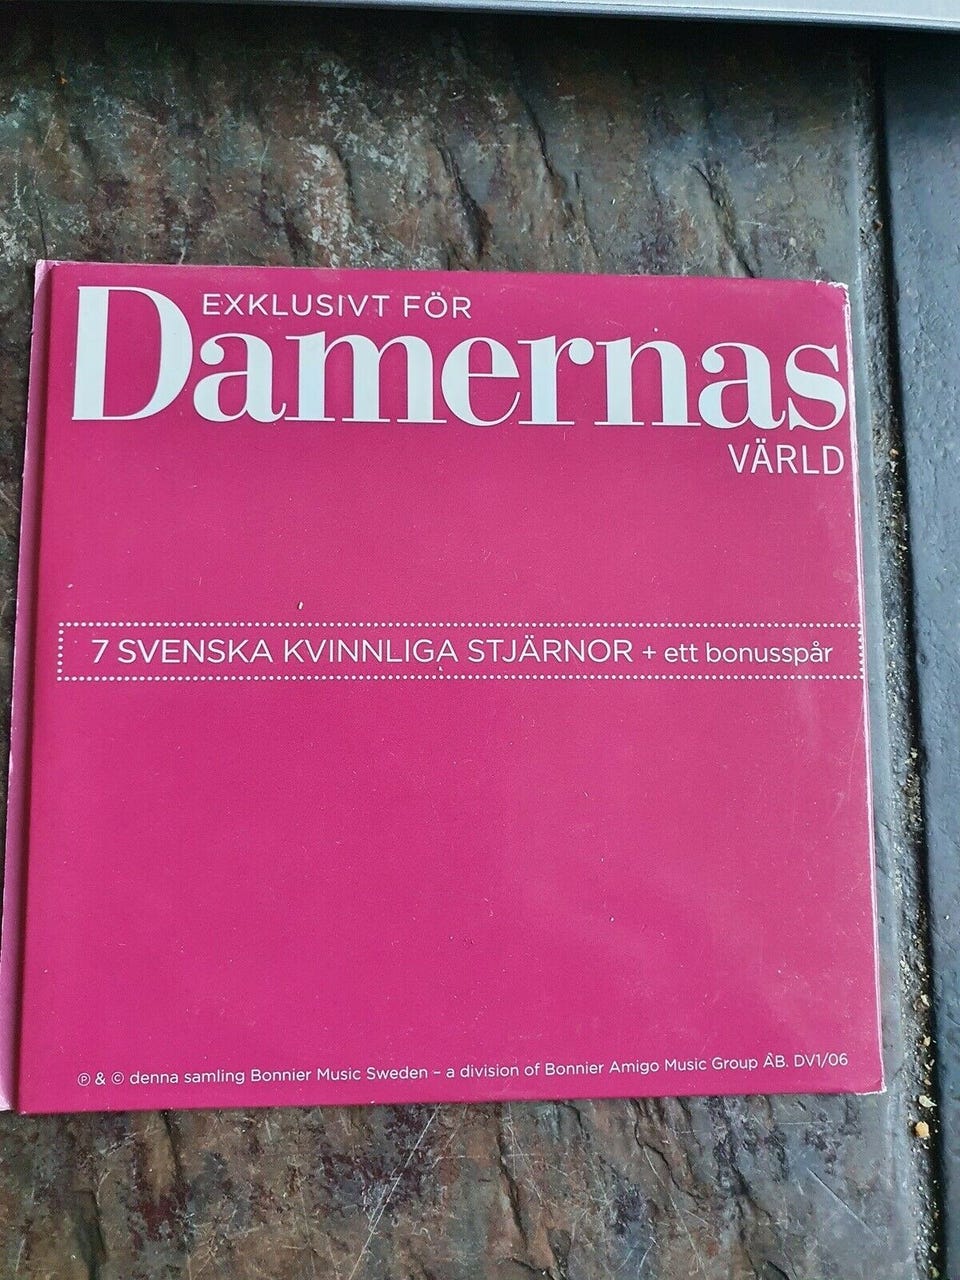 EXKLUSIVT FÖR
Damernas
VÄRLD
7 SVENSKA KVINNLIGA STJÄRNOR + ett bonusspår
℗ & © denna samling Bonnier Music Sweden – a division of Bonnier Amigo Music Group AB. DV1/06